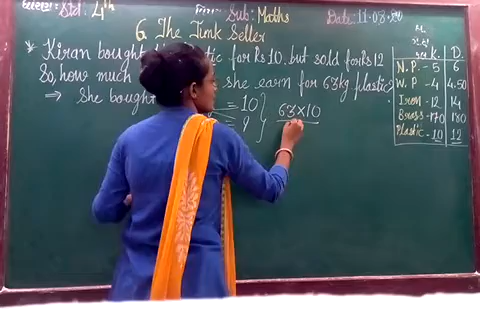 Std: 4th
Sub: Maths
Date: 11.08.
6. The Junk Seller
* Kiran bought for Rs 10, but sold for Rs 12
So, how much she earn for 63kg plastic
⇒ She bought = 10
63×10
K. D.
N. P. - 5 6
W. P - 4 4.50
Iron - 12 14
Brass - 170 180
Plastic - 10 12